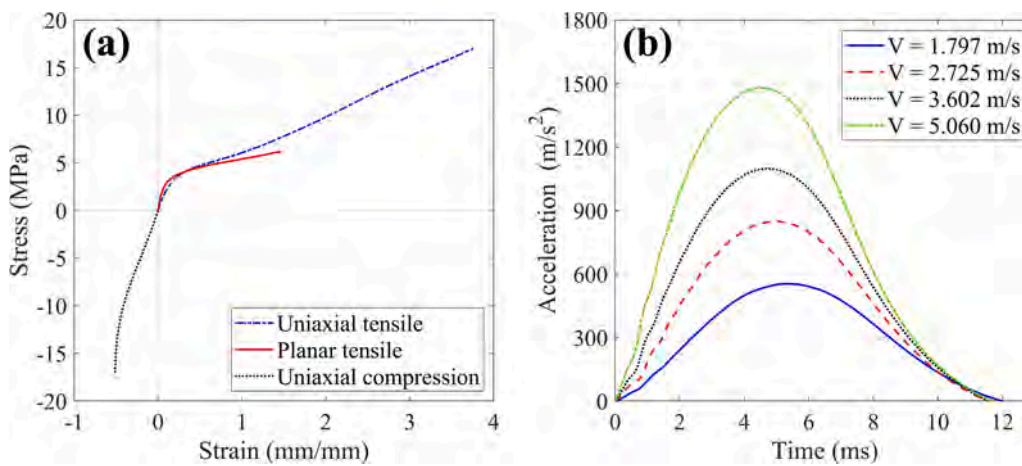 (a)
20
15
10
5
0
-5
-10
-15
-20
Stress (MPa)
-1
0
1
2
3
4
Strain (mm/mm)
Uniaxial tensile
Planar tensile
Uniaxial compression
(b)
1800
1500
1200
900
600
300
0
Acceleration (m/s²)
0
2
4
6
8
10
12
Time (ms)
V = 1.797 m/s
V = 2.725 m/s
V = 3.602 m/s
V = 5.060 m/s